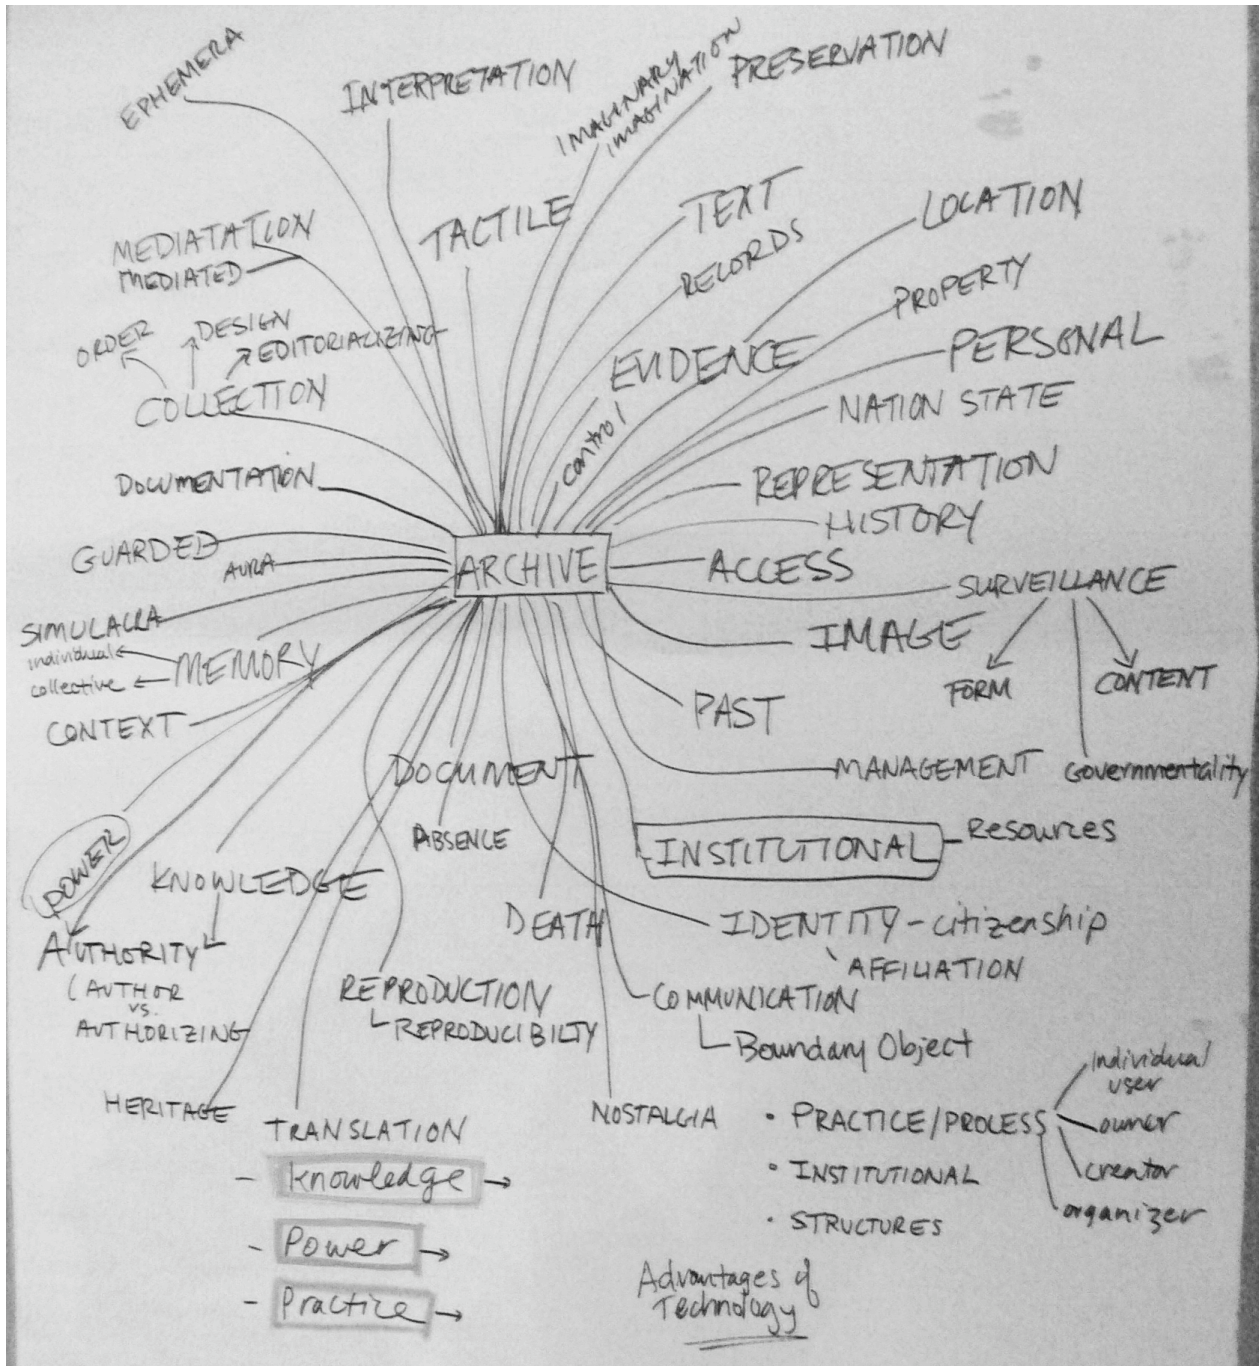 EPHEMERA
INTERPRETATION
IMAGINARY
IMAGINATION
PRESERVATION
MEDIATATION
MEDIATED
TACTILE
TEXT
RECORDS
LOCATION
PROPERTY
ORDER
DESIGN
EDITORIALIZING
COLLECTION
EVIDENCE
control
PERSONAL
NATION STATE
DOCUMENTATION
REPRESENTATION
HISTORY
GUARDED
AURA
ARCHIVE
ACCESS
SURVEILLANCE
FORM
CONTENT
Governmentality
SIMULACRA
individual
collective
MEMORY
IMAGE
CONTEXT
PAST
DOCUMENT
MANAGEMENT
ABSENCE
INSTITUTIONAL
Resources
POWER
KNOWLEDGE
AUTHORITY
(AUTHOR
vs.
AUTHORIZING
DEATH
IDENTITY - citizenship
AFFILIATION
REPRODUCTION
REPRODUCIBILTY
COMMUNICATION
Boundary Object
HERITAGE
TRANSLATION
NOSTALGIA
- Knowledge →
- Power →
- Practice →
• PRACTICE/PROCESS
individual
user
owner
creator
organizer
• INSTITUTIONAL
• STRUCTURES
Advantages of
Technology